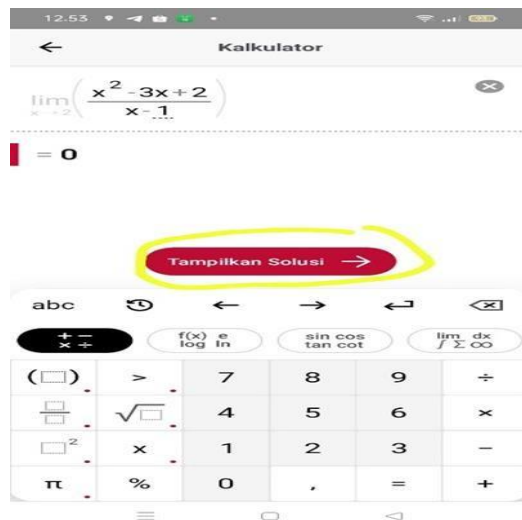 12.53
Kalkulator
lim x→2 (x² - 3x + 2 / x - 1)
= 0
Tampilkan Solusi →
abc ← →
+ − × ÷ f(x) e log ln sin cos tan cot lim dx ∫ Σ ∞
(□) > 7 8 9 ÷
□/□ √□ 4 5 6 ×
□² x 1 2 3 −
π % 0 , = +